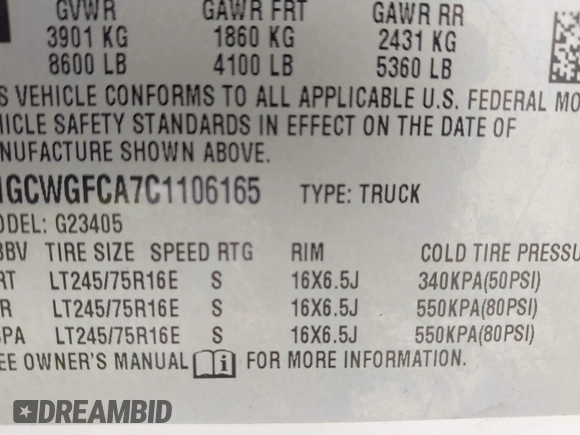 GVWR GAWR FRT GAWR RR
3901 KG 1860 KG 2431 KG
8600 LB 4100 LB 5360 LB
S VEHICLE CONFORMS TO ALL APPLICABLE U.S. FEDERAL MO
HICLE SAFETY STANDARDS IN EFFECT ON THE DATE OF
NUFACTURE SHOWN ABOVE.
GCWGFCA7C1106165 TYPE: TRUCK
ODEL: G23405
BBV TIRE SIZE SPEED RTG RIM COLD TIRE PRESSU
RT LT245/75R16E S 16X6.5J 340KPA(50PSI)
R LT245/75R16E S 16X6.5J 550KPA(80PSI)
PA LT245/75R16E S 16X6.5J 550KPA(80PSI)
EE OWNER'S MANUAL FOR MORE INFORMATION.
DREAMBID